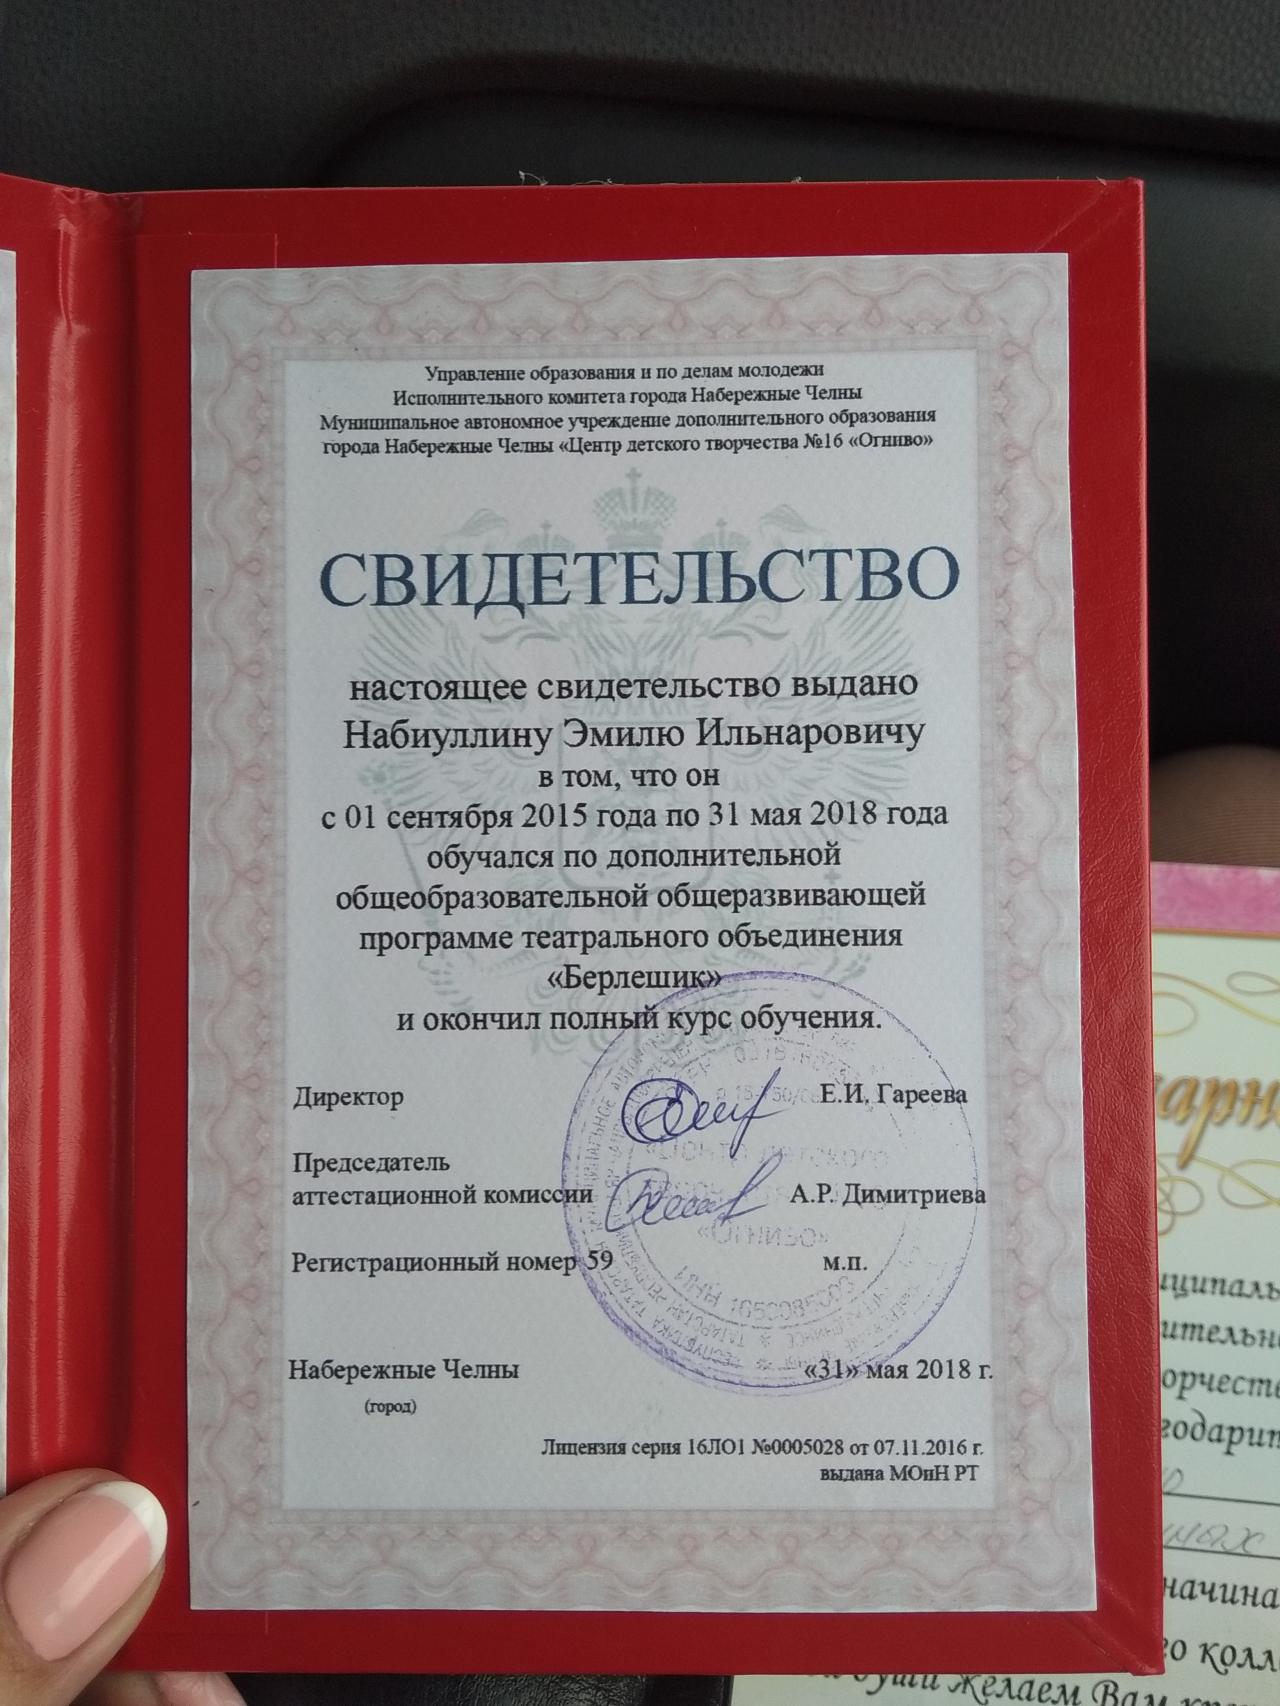 Управление образования и по делам молодежи
Исполнительного комитета города Набережные Челны
Муниципальное автономное учреждение дополнительного образования
города Набережные Челны «Центр детского творчества №16 «Огниво»
СВИДЕТЕЛЬСТВО
настоящее свидетельство выдано
Набиуллину Эмилю Ильнаровичу
в том, что он
с 01 сентября 2015 года по 31 мая 2018 года
обучался по дополнительной
общеобразовательной общеразвивающей
программе театрального объединения
«Берлешик»
и окончил полный курс обучения.
Директор Е.И. Гареева
Председатель
аттестационной комиссии А.Р. Димитриева
Регистрационный номер 59 м.п.
Набережные Челны «31» мая 2018 г.
(город)
Лицензия серия 16ЛО1 №0005028 от 07.11.2016 г.
выдана МОиН РТ
«ОГНИВО»
желаем Вам